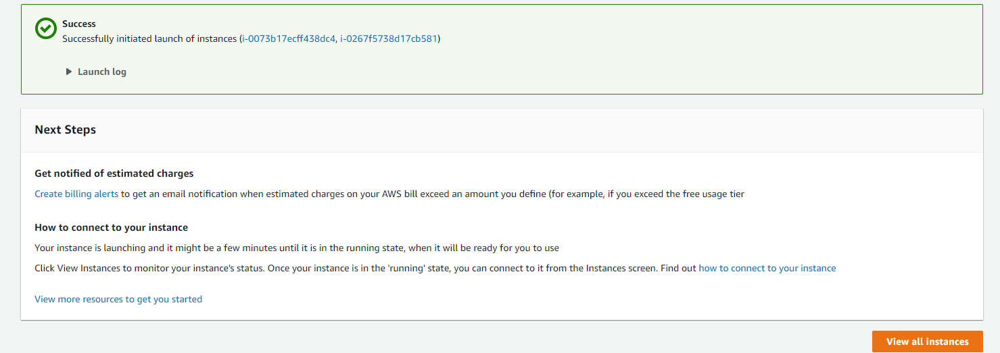 Success
Successfully initiated launch of instances (i-0073b17ecff438dc4, i-0267f5738d17cb581)
Launch log
Next Steps
Get notified of estimated charges
Create billing alerts to get an email notification when estimated charges on your AWS bill exceed an amount you define (for example, if you exceed the free usage tier
How to connect to your instance
Your instance is launching and it might be a few minutes until it is in the running state, when it will be ready for you to use
Click View Instances to monitor your instance's status. Once your instance is in the 'running' state, you can connect to it from the Instances screen. Find out how to connect to your instance
View more resources to get you started
View all instances